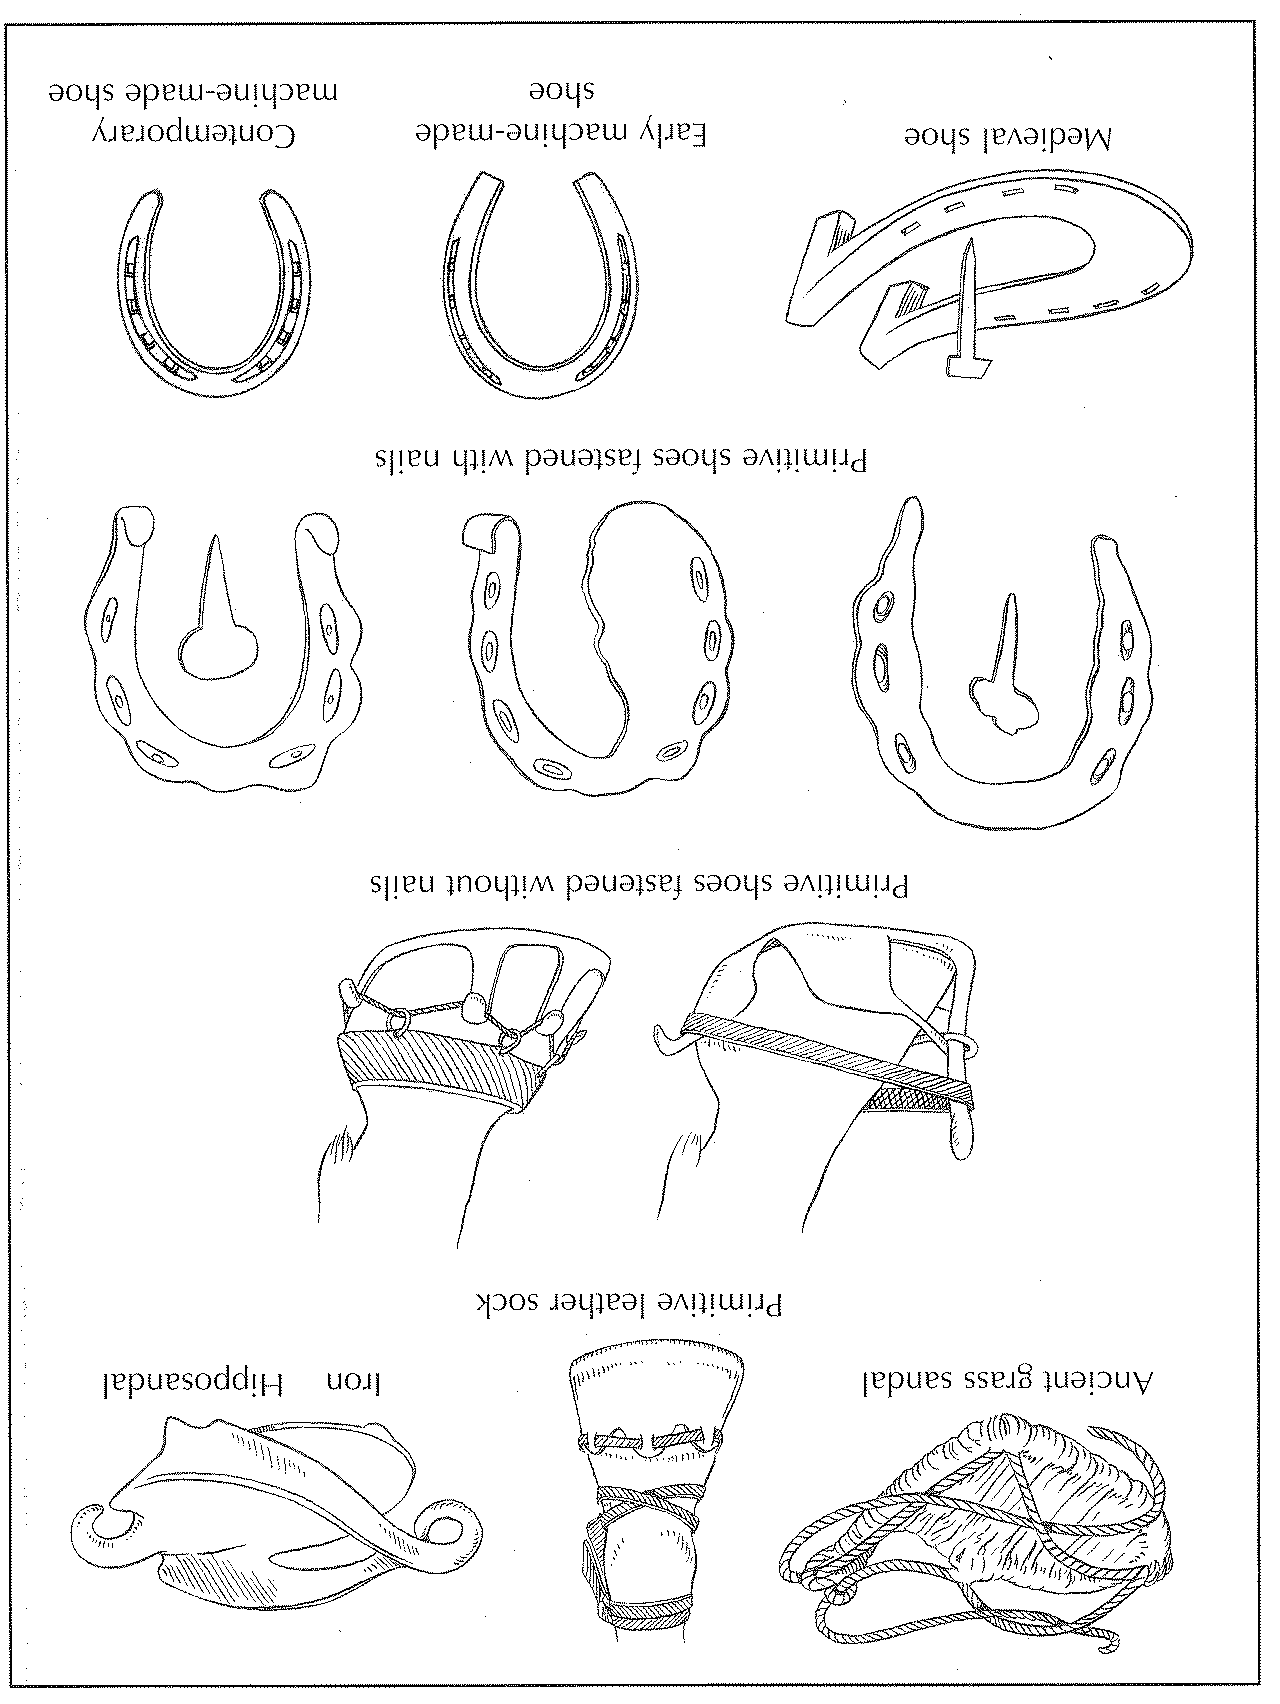 Ancient grass sandal
Iron Hipposandal
Primitive leather sock
Primitive shoes fastened without nails
Primitive shoes fastened with nails
Medieval shoe
Early machine-made
shoe
Contemporary
machine-made shoe